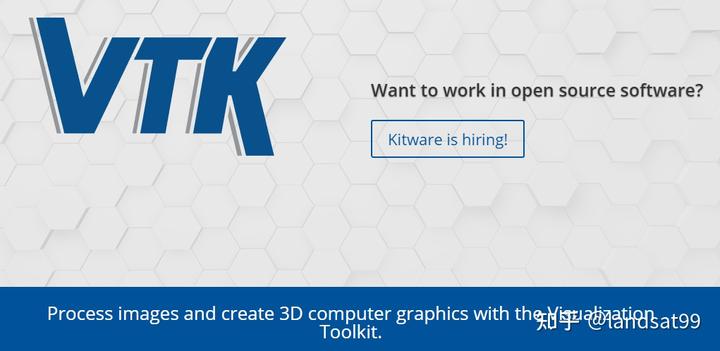 VTK
Want to work in open source software?
Kitware is hiring!
Process images and create 3D computer graphics with the Visualization
Toolkit.
知乎 @landsat99